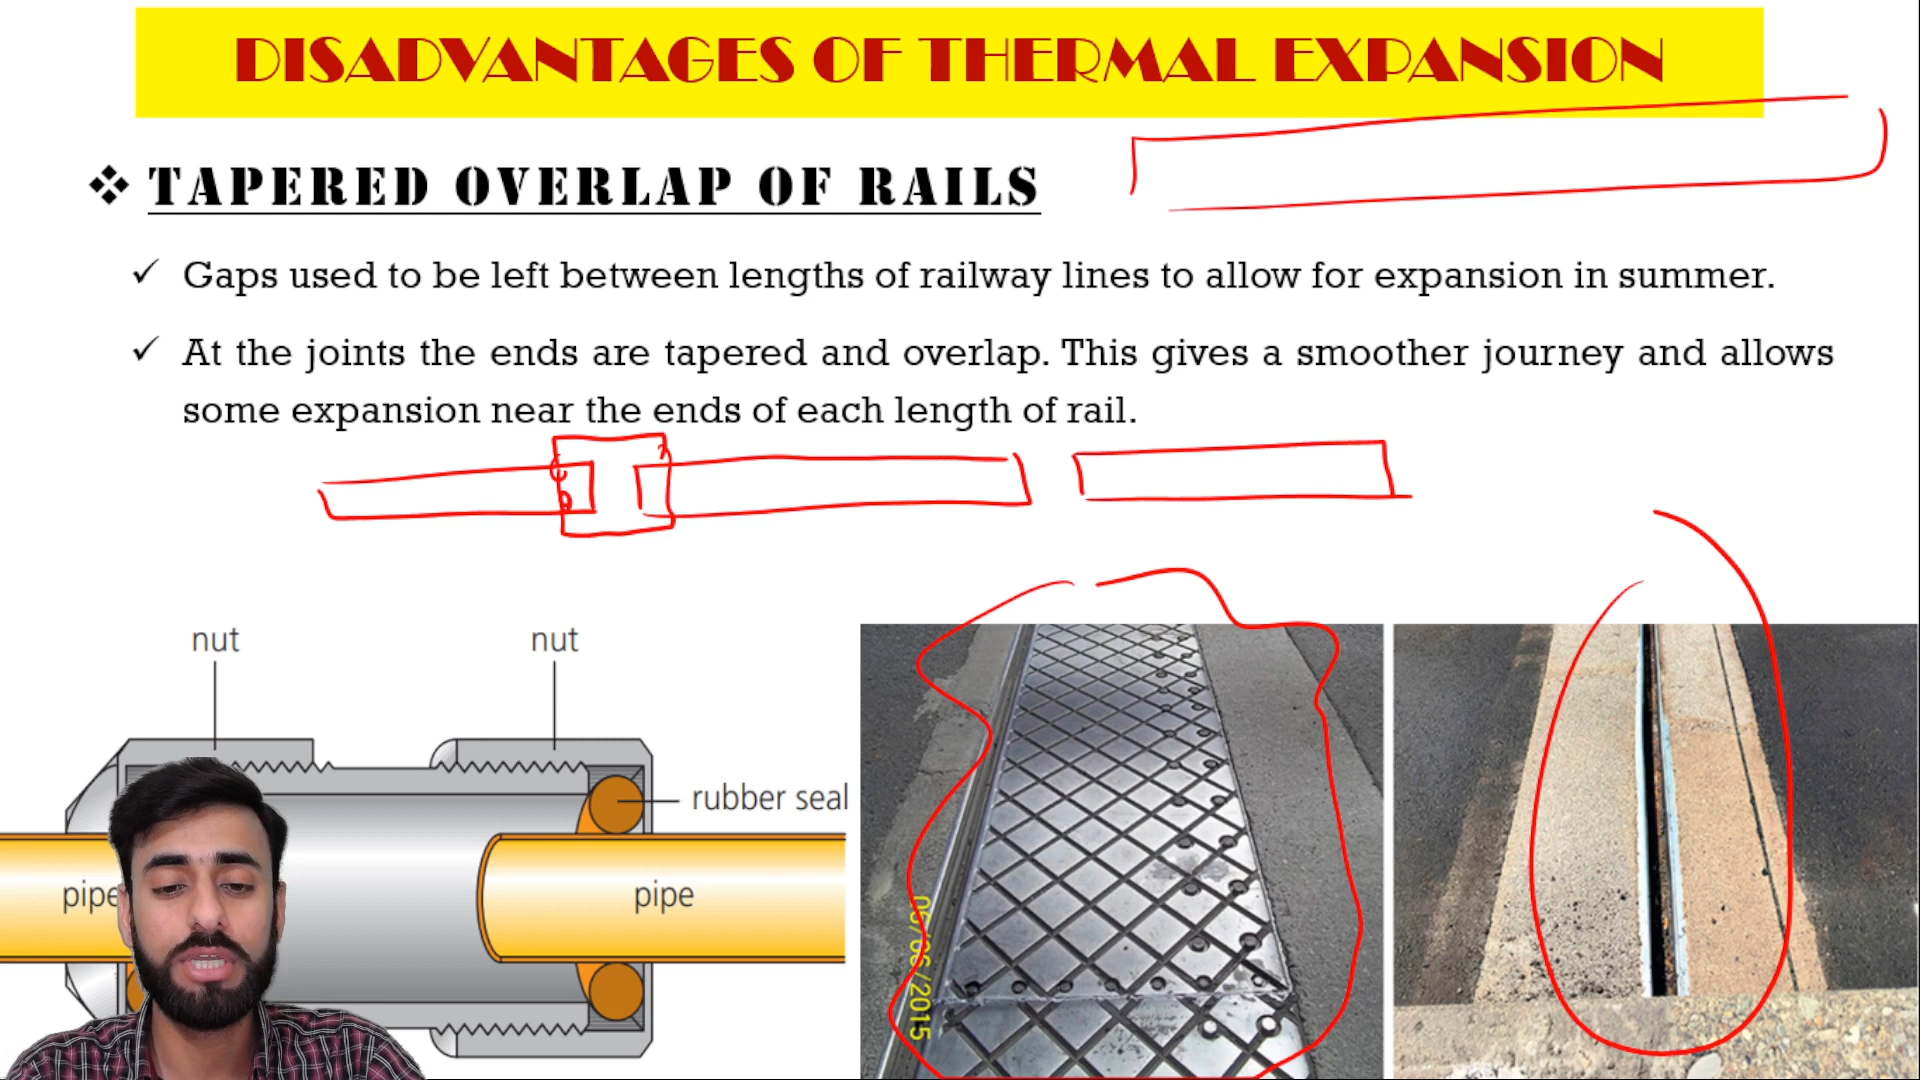 DISADVANTAGES OF THERMAL EXPANSION
TAPERED OVERLAP OF RAILS
Gaps used to be left between lengths of railway lines to allow for expansion in summer.
At the joints the ends are tapered and overlap. This gives a smoother journey and allows
some expansion near the ends of each length of rail.
nut
nut
rubber seal
pipe
pipe
05/06/2015